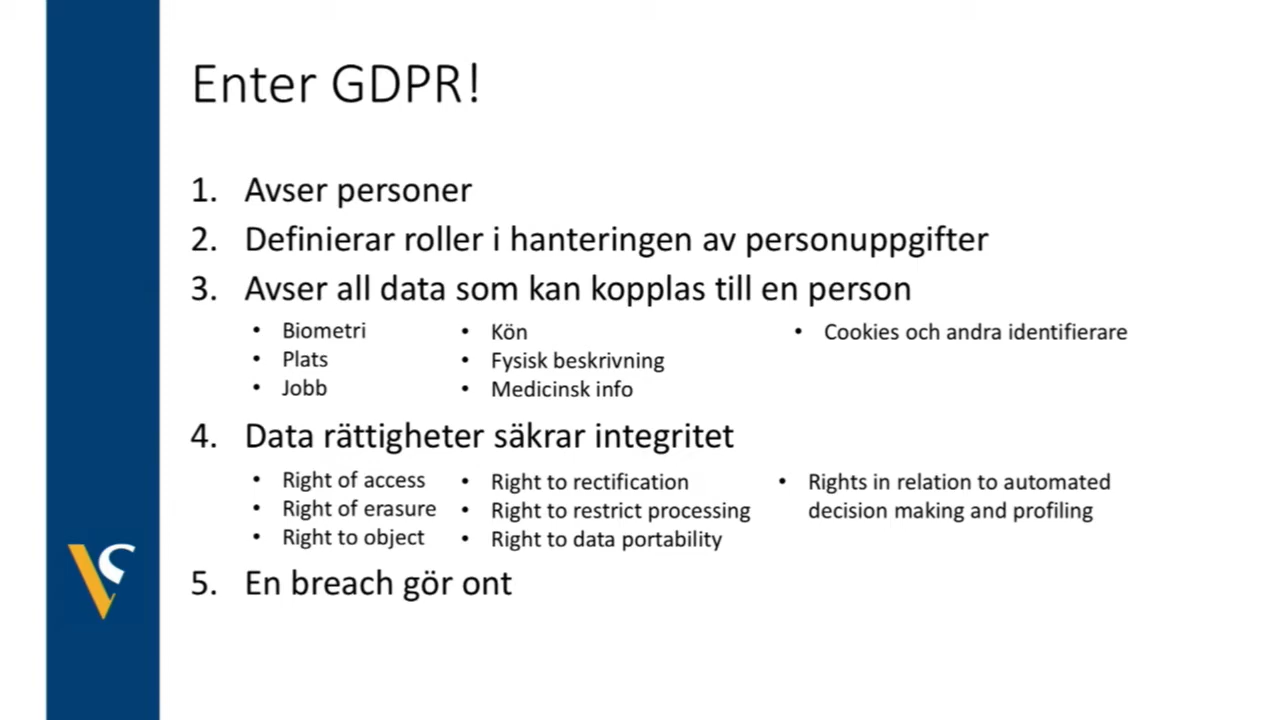 Enter GDPR!
1. Avser personer
2. Definierar roller i hanteringen av personuppgifter
3. Avser all data som kan kopplas till en person
• Biometri
• Plats
• Jobb
• Kön
• Fysisk beskrivning
• Medicinsk info
• Cookies och andra identifierare
4. Data rättigheter säkrar integritet
• Right of access
• Right of erasure
• Right to object
• Right to rectification
• Right to restrict processing
• Right to data portability
• Rights in relation to automated
decision making and profiling
5. En breach gör ont